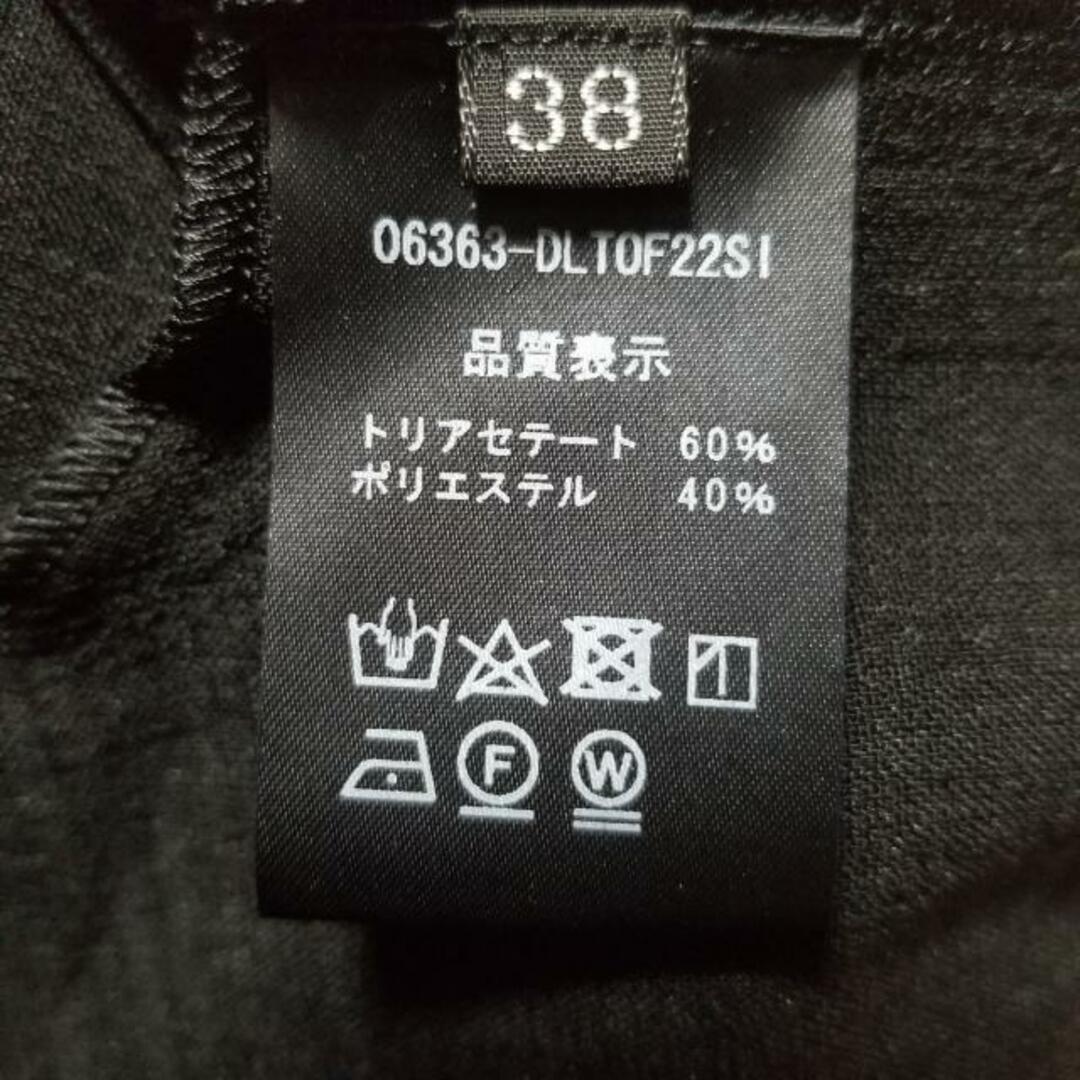 38
06363-DLTOF22SI
品質表示
トリアセテート 60%
ポリエステル 40%
F W